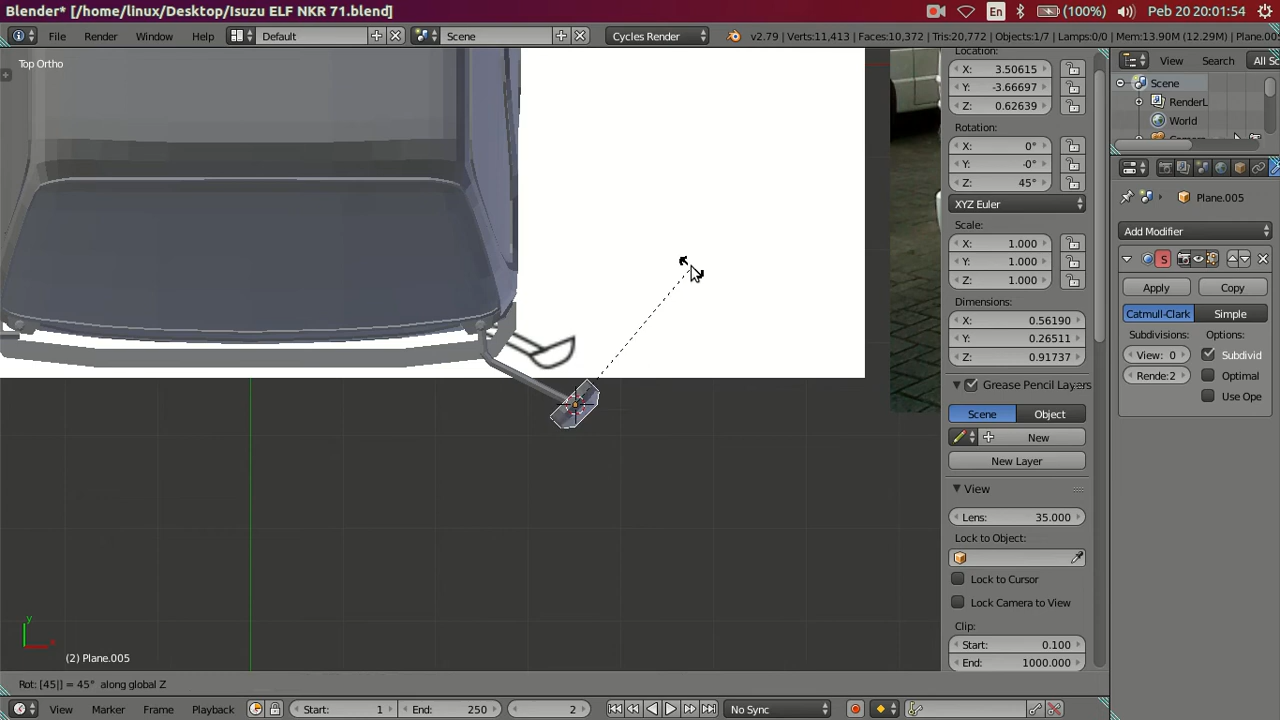 Blender* [/home/linux/Desktop/Isuzu ELF NKR 71.blend]
En
(100%)
Peb 20 20:01:54
File
Render
Window
Help
Default
Scene
Cycles Render
v2.79 | Verts:11,413 | Faces:10,372 | Tris:20,772 | Objects:1/7 | Lamps:0/0 | Mem:13.90M (12.29M) | Plane.00
Top Ortho
Location:
X: 3.50615
Y: -3.66697
Z: 0.62639
Rotation:
X: 0°
Y: -0°
Z: 45°
XYZ Euler
Scale:
X: 1.000
Y: 1.000
Z: 1.000
Dimensions:
X: 0.56190
Y: 0.26511
Z: 0.91737
Grease Pencil Layers
Scene
Object
New
New Layer
View
Lens: 35.000
Lock to Object:
Lock to Cursor
Lock Camera to View
Clip:
Start: 0.100
End: 1000.000
View
Search
All Sc
Scene
RenderL
World
Plane.005
Add Modifier
S
Apply
Copy
Catmull-Clark
Simple
Subdivisions:
Options:
View: 0
Subdivid
Rende:2
Optimal
Use Ope
y
x
(2) Plane.005
Rot: [45|] = 45° along global Z
View
Marker
Frame
Playback
Start: 1
End: 250
2
No Sync